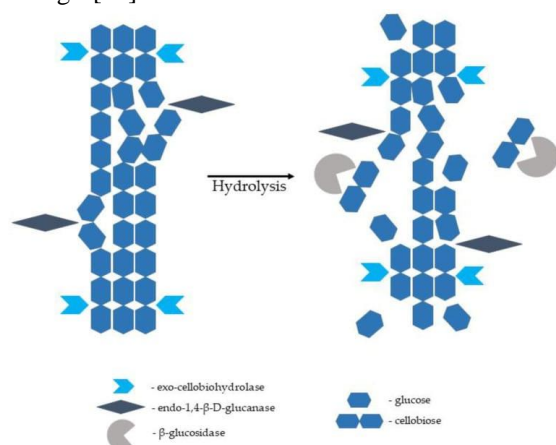 Hydrolysis
- exo-cellobiohydrolase
- endo-1,4-β-D-glucanase
- β-glucosidase
- glucose
- cellobiose